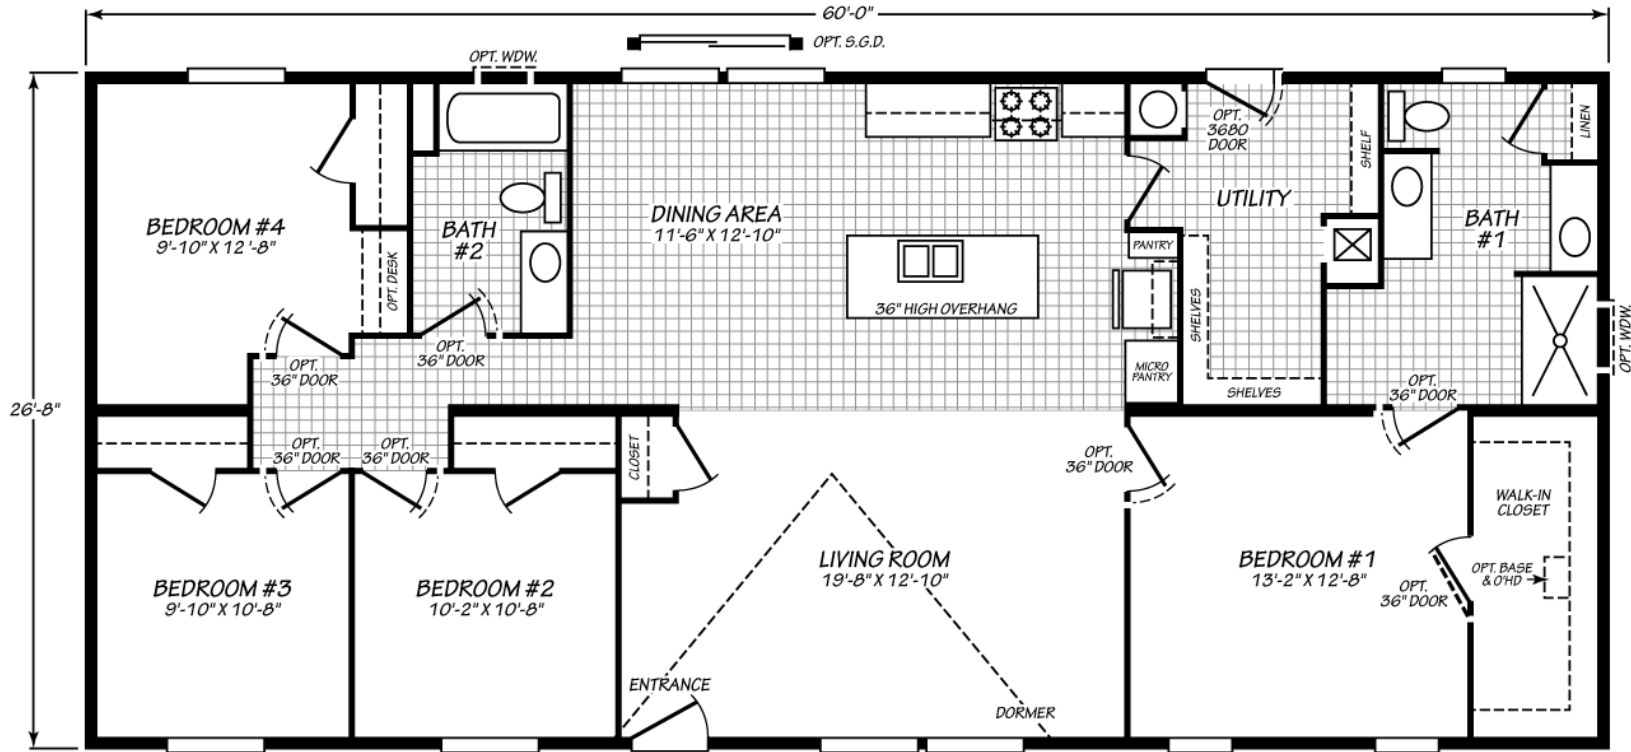 60'-0"
OPT. S.G.D.
OPT. WDW.
OPT.
3680
DOOR
SHELF
LINEN
UTILITY
BATH
#1
BEDROOM #4
9'-10" X 12'-8"
BATH
#2
DINING AREA
11'-6" X 12'-10"
PANTRY
OPT. DESK
36" HIGH OVERHANG
SHELVES
OPT. WDW.
OPT.
36" DOOR
OPT.
36" DOOR
MICRO
PANTRY
SHELVES
OPT.
36" DOOR
26'-8"
OPT.
36" DOOR
OPT.
36" DOOR
CLOSET
OPT.
36" DOOR
WALK-IN
CLOSET
BEDROOM #3
9'-10" X 10'-8"
BEDROOM #2
10'-2" X 10'-8"
LIVING ROOM
19'-8" X 12'-10"
BEDROOM #1
13'-2" X 12'-8"
OPT.
36" DOOR
OPT. BASE
& O'HD
ENTRANCE
DORMER